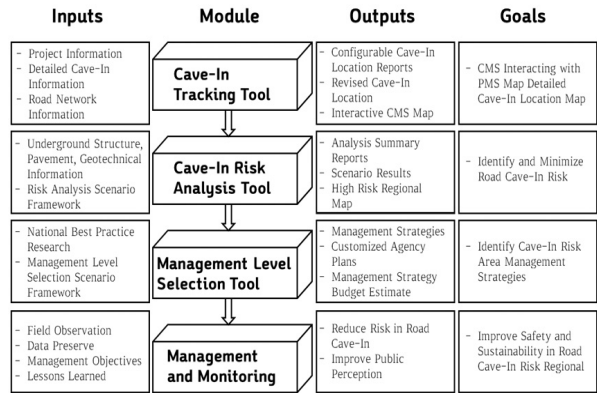 Inputs
Module
Outputs
Goals
- Project Information
- Detailed Cave-In
Information
- Road Network
Information
Cave-In
Tracking Tool
- Configurable Cave-In
Location Reports
- Revised Cave-In
Location
- Interactive CMS Map
- CMS Interacting with
PMS Map Detailed
Cave-In Location Map
- Underground Structure,
Pavement, Geotechnical
Information
- Risk Analysis Scenario
Framework
Cave-In Risk
Analysis Tool
- Analysis Summary
Reports
- Scenario Results
- High Risk Regional
Map
- Identify and Minimize
Road Cave-In Risk
- National Best Practice
Research
- Management Level
Selection Scenario
Framework
Management Level
Selection Tool
- Management Strategies
- Customized Agency
Plans
- Management Strategy
Budget Estimate
- Identify Cave-In Risk
Area Management
Strategies
- Field Observation
- Data Preserve
- Management Objectives
- Lessons Learned
Management
and Monitoring
- Reduce Risk in Road
Cave-In
- Improve Public
Perception
- Improve Safety and
Sustainability in Road
Cave-In Risk Regional